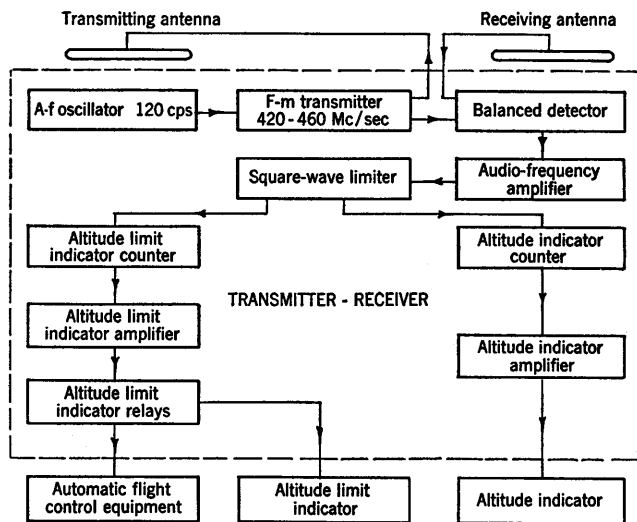 Transmitting antenna
Receiving antenna
A-f oscillator 120 cps
F-m transmitter
420-460 Mc/sec
Balanced detector
Square-wave limiter
Audio-frequency
amplifier
Altitude limit
indicator counter
Altitude indicator
counter
TRANSMITTER - RECEIVER
Altitude limit
indicator amplifier
Altitude indicator
amplifier
Altitude limit
indicator relays
Automatic flight
control equipment
Altitude limit
indicator
Altitude indicator